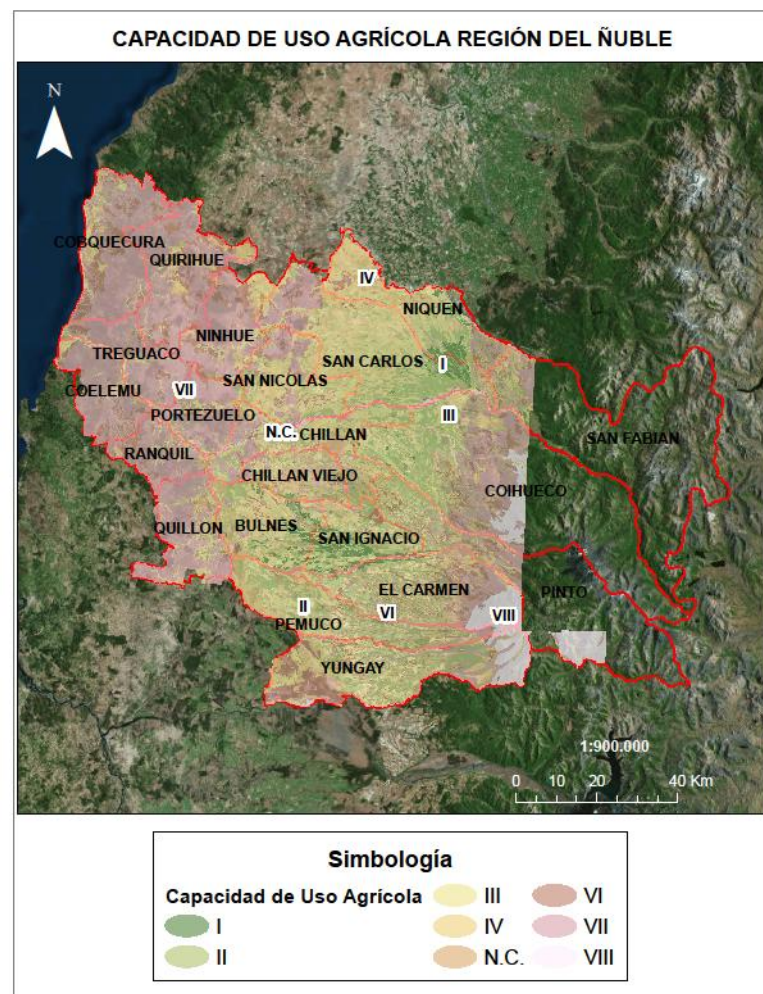 CAPACIDAD DE USO AGRÍCOLA REGIÓN DEL ÑUBLE
N
COBQUECURA
QUIRIHUE
IV
NIQUEN
NINHUE
TREGUACO
SAN CARLOS
I
SAN NICOLAS
COELEMU
VII
PORTEZUELO
III
N.C.
CHILLAN
SAN FABIAN
RANQUIL
CHILLAN VIEJO
COIHUECO
QUILLON
BULNES
SAN IGNACIO
EL CARMEN
PINTO
II
VI
VIII
PEMUCO
YUNGAY
1:900.000
0 10 20 40 Km
Simbología
Capacidad de Uso Agrícola
I
II
III
IV
N.C.
VI
VII
VIII